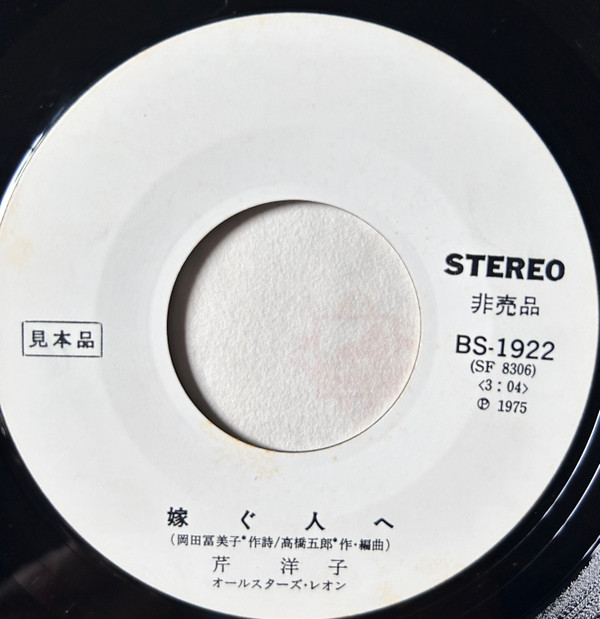 STEREO
非売品
見本品
BS-1922
(SF 8306)
〈3:04〉
Ⓟ 1975
嫁ぐ人へ
(岡田冨美子*作詩/高橋五郎*作・編曲)
芹洋子
オールスターズ・レオン